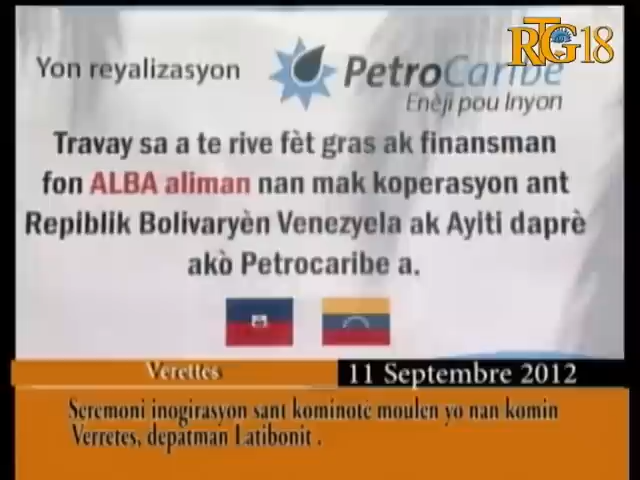 RTG18
Yon reyalizasyon
PetroCaribe
Enèji pou Inyon
Travay sa a te rive fèt gras ak finansman
fon ALBA aliman nan mak koperasyon ant
Repiblik Bolivaryèn Venezyela ak Ayiti daprè
akò Petrocaribe a.
Verettes
11 Septembre 2012
Seremoni inogirasyon sant kominotè moulen yo nan komin
Verretes, depatman Latibonit .